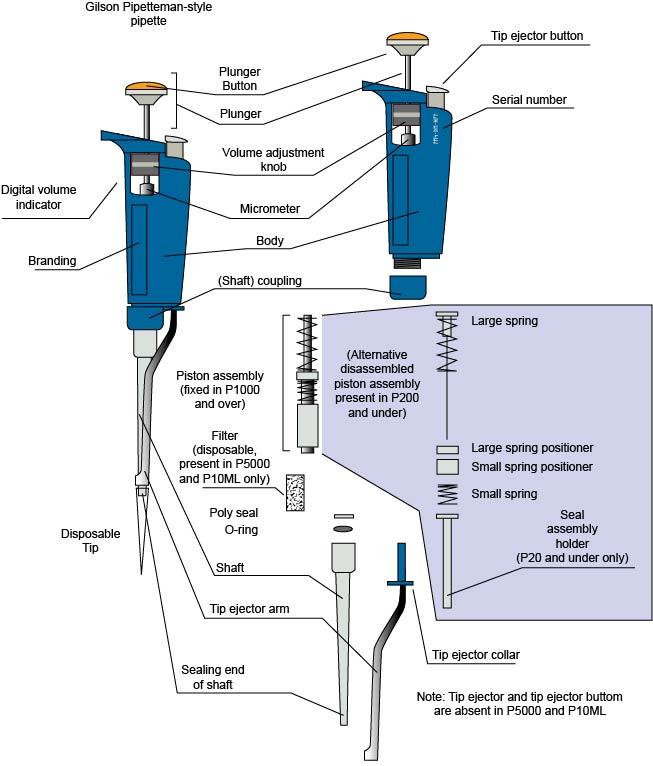 Gilson Pipetteman-style
pipette
Tip ejector button
Plunger
Button
Serial number
Plunger
Volume adjustment
knob
Digital volume
indicator
Micrometer
Body
Branding
(Shaft) coupling
Large spring
Piston assembly
(fixed in P1000
and over)
(Alternative
disassembled
piston assembly
present in P200
and under)
Filter
(disposable,
present in P5000
and P10ML only)
Large spring positioner
Small spring positioner
Small spring
Poly seal
O-ring
Seal
assembly
holder
(P20 and under only)
Disposable
Tip
Shaft
Tip ejector arm
Tip ejector collar
Sealing end
of shaft
Note: Tip ejector and tip ejector buttom
are absent in P5000 and P10ML